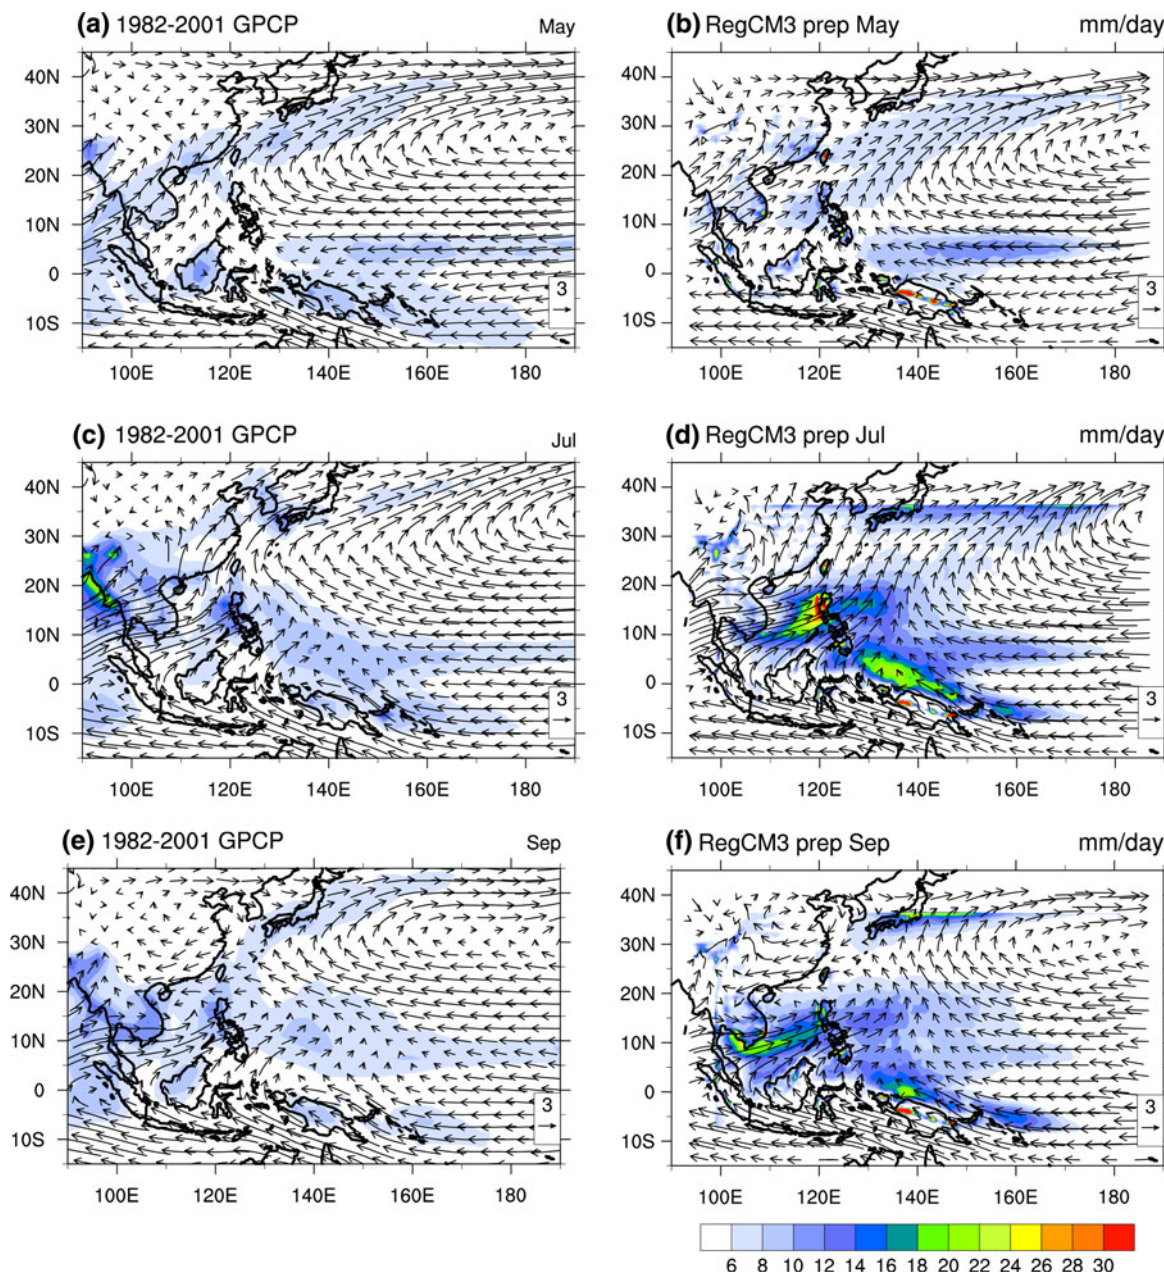 (a) 1982-2001 GPCP May
(b) RegCM3 prep May mm/day
40N
30N
20N
10N
0
10S
3
100E 120E 140E 160E 180
40N
30N
20N
10N
0
10S
3
100E 120E 140E 160E 180
(c) 1982-2001 GPCP Jul
(d) RegCM3 prep Jul mm/day
40N
30N
20N
10N
0
10S
3
100E 120E 140E 160E 180
40N
30N
20N
10N
0
10S
3
100E 120E 140E 160E 180
(e) 1982-2001 GPCP Sep
(f) RegCM3 prep Sep mm/day
40N
30N
20N
10N
0
10S
3
100E 120E 140E 160E 180
40N
30N
20N
10N
0
10S
3
100E 120E 140E 160E 180
6 8 10 12 14 16 18 20 22 24 26 28 30